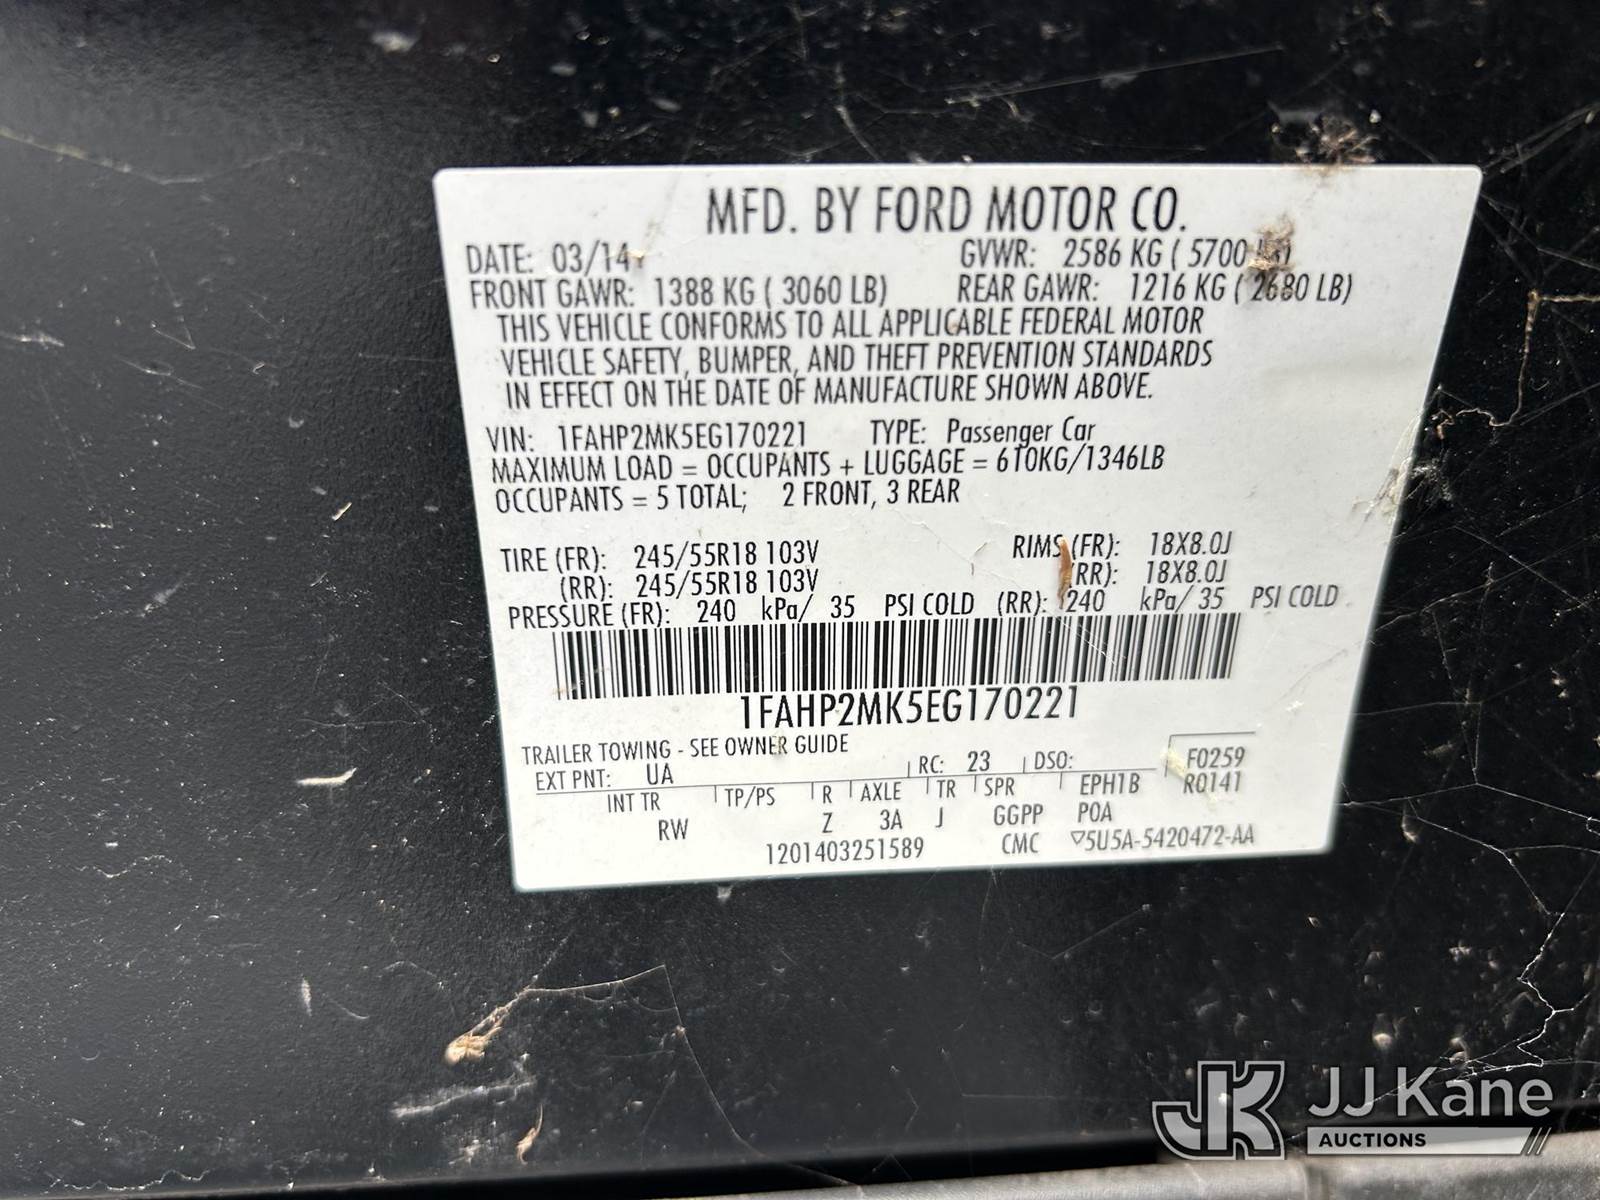 MFD. BY FORD MOTOR CO.
DATE: 03/14 GVWR: 2586 KG ( 5700
FRONT GAWR: 1388 KG ( 3060 LB) REAR GAWR: 1216 KG ( 2680 LB)
THIS VEHICLE CONFORMS TO ALL APPLICABLE FEDERAL MOTOR
VEHICLE SAFETY, BUMPER, AND THEFT PREVENTION STANDARDS
IN EFFECT ON THE DATE OF MANUFACTURE SHOWN ABOVE.
VIN: 1FAHP2MK5EG170221 TYPE: Passenger Car
MAXIMUM LOAD = OCCUPANTS + LUGGAGE = 610KG/1346LB
OCCUPANTS = 5 TOTAL; 2 FRONT, 3 REAR
TIRE (FR): 245/55R18 103V RIMS (FR): 18X8.0J
(RR): 245/55R18 103V (RR): 18X8.0J
PRESSURE (FR): 240 kPa/ 35 PSI COLD (RR): 240 kPa/ 35 PSI COLD
1FAHP2MK5EG170221
TRAILER TOWING - SEE OWNER GUIDE
EXT PNT: UA RC: 23 DSO: F0259
INT TR TP/PS R AXLE TR SPR EPH1B R0141
RW Z 3A J GGPP POA
1201403251589 CMC ▽5U5A-5420472-AA
JK JJ Kane
AUCTIONS